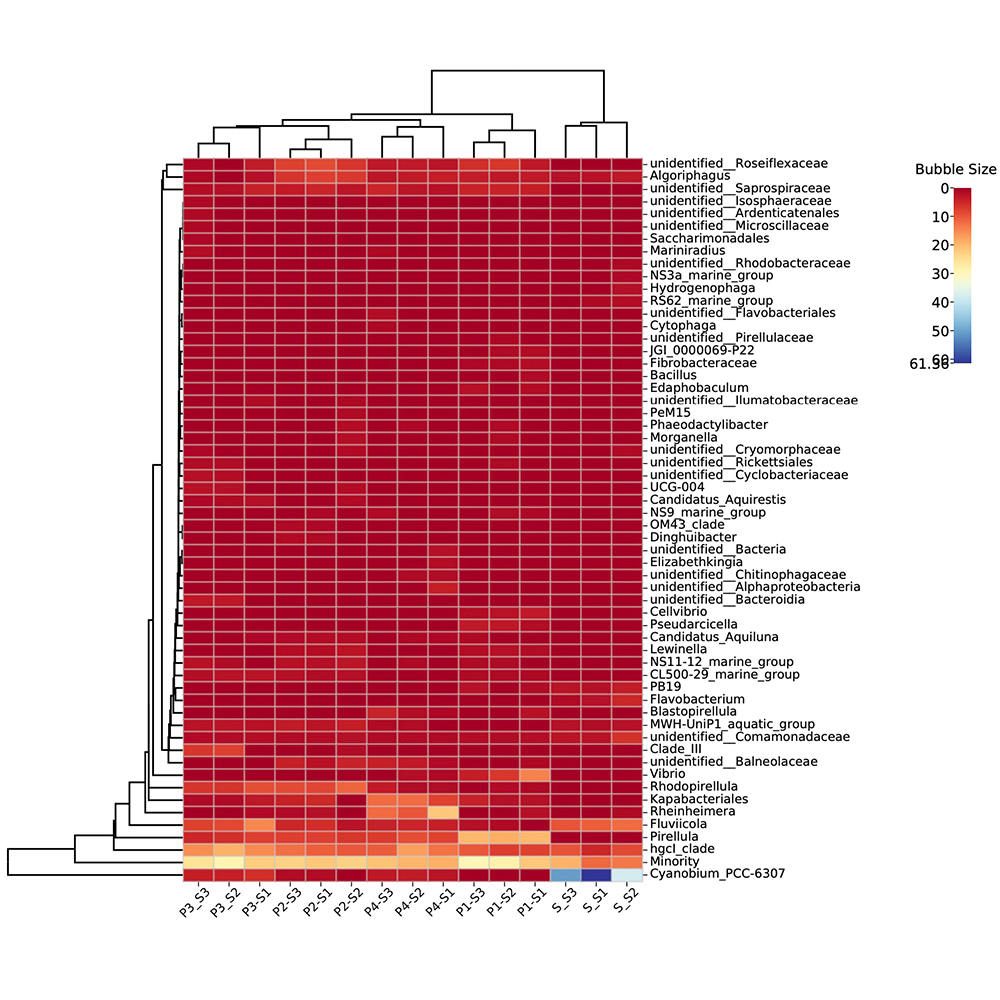 unidentified__Roseiflexaceae
Algoriphagus
unidentified__Saprospiraceae
unidentified__Isosphaeraceae
unidentified__Ardenticatenales
unidentified__Microscillaceae
Saccharimonadales
Mariniradius
unidentified__Rhodobacteraceae
NS3a_marine_group
Hydrogenophaga
RS62_marine_group
unidentified__Flavobacteriales
Cytophaga
unidentified__Pirellulaceae
JGI_0000069-P22
Fibrobacteraceae
Bacillus
Edaphobaculum
unidentified__Ilumatobacteraceae
PeM15
Phaeodactylibacter
Morganella
unidentified__Cryomorphaceae
unidentified__Rickettsiales
unidentified__Cyclobacteriaceae
UCG-004
Candidatus_Aquirestis
NS9_marine_group
OM43_clade
Dinghuibacter
unidentified__Bacteria
Elizabethkingia
unidentified__Chitinophagaceae
unidentified__Alphaproteobacteria
unidentified__Bacteroidia
Cellvibrio
Pseudarcicella
Candidatus_Aquiluna
Lewinella
NS11-12_marine_group
CL500-29_marine_group
PB19
Flavobacterium
Blastopirellula
MWH-UniP1_aquatic_group
unidentified__Comamonadaceae
Clade_III
unidentified__Balneolaceae
Vibrio
Rhodopirellula
Kapabacteriales
Rheinheimera
Fluviicola
Pirellula
hgcI_clade
Minority
Cyanobium_PCC-6307
P3_S3
P3_S2
P3-S1
P2-S3
P2-S1
P2-S2
P4-S3
P4-S2
P4-S1
P1-S3
P1-S2
P1-S1
S_S3
S_S1
S_S2
Bubble Size
0
10
20
30
40
50
60
61.36